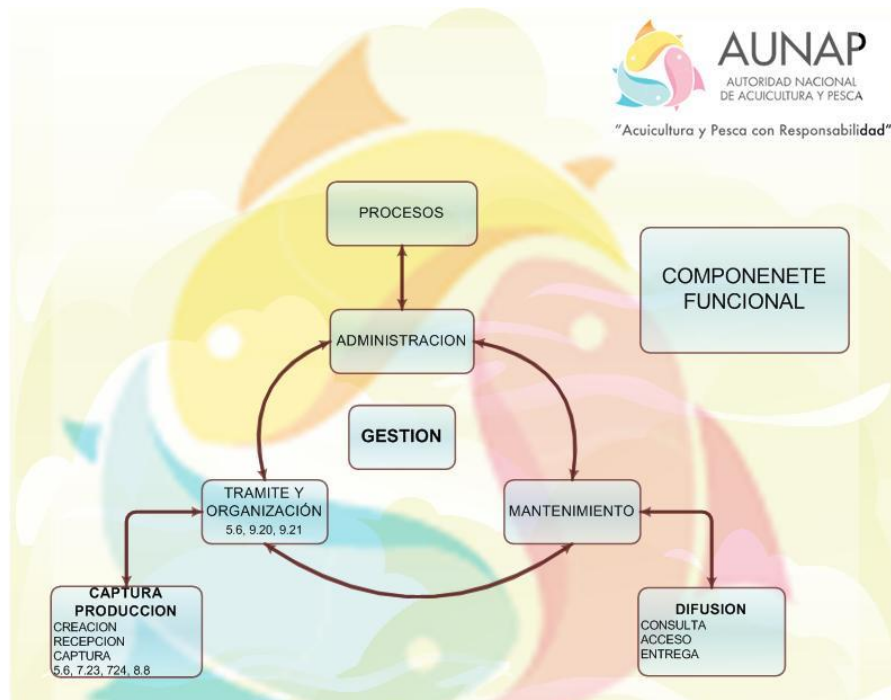 AUNAP
AUTORIDAD NACIONAL
DE ACUICULTURA Y PESCA
"Acuicultura y Pesca con Responsabilidad"
PROCESOS
COMPONENETE
FUNCIONAL
ADMINISTRACION
GESTION
TRAMITE Y
ORGANIZACIÓN
5.6, 9.20, 9.21
MANTENIMIENTO
CAPTURA
PRODUCCION
CREACION
RECEPCION
CAPTURA
5.6, 7.23, 724, 8.8
DIFUSION
CONSULTA
ACCESO
ENTREGA